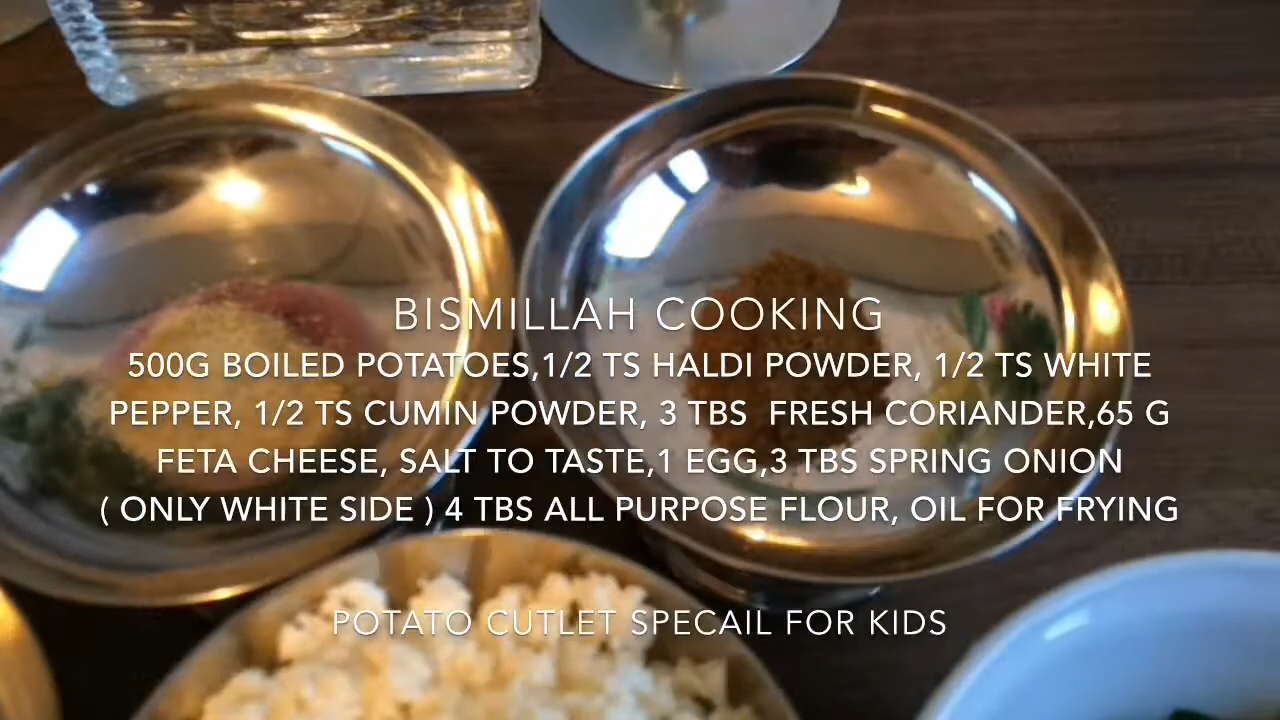 BISMILLAH COOKING
500G BOILED POTATOES,1/2 TS HALDI POWDER, 1/2 TS WHITE
PEPPER, 1/2 TS CUMIN POWDER, 3 TBS FRESH CORIANDER,65 G
FETA CHEESE, SALT TO TASTE,1 EGG,3 TBS SPRING ONION
( ONLY WHITE SIDE ) 4 TBS ALL PURPOSE FLOUR, OIL FOR FRYING
POTATO CUTLET SPECAIL FOR KIDS